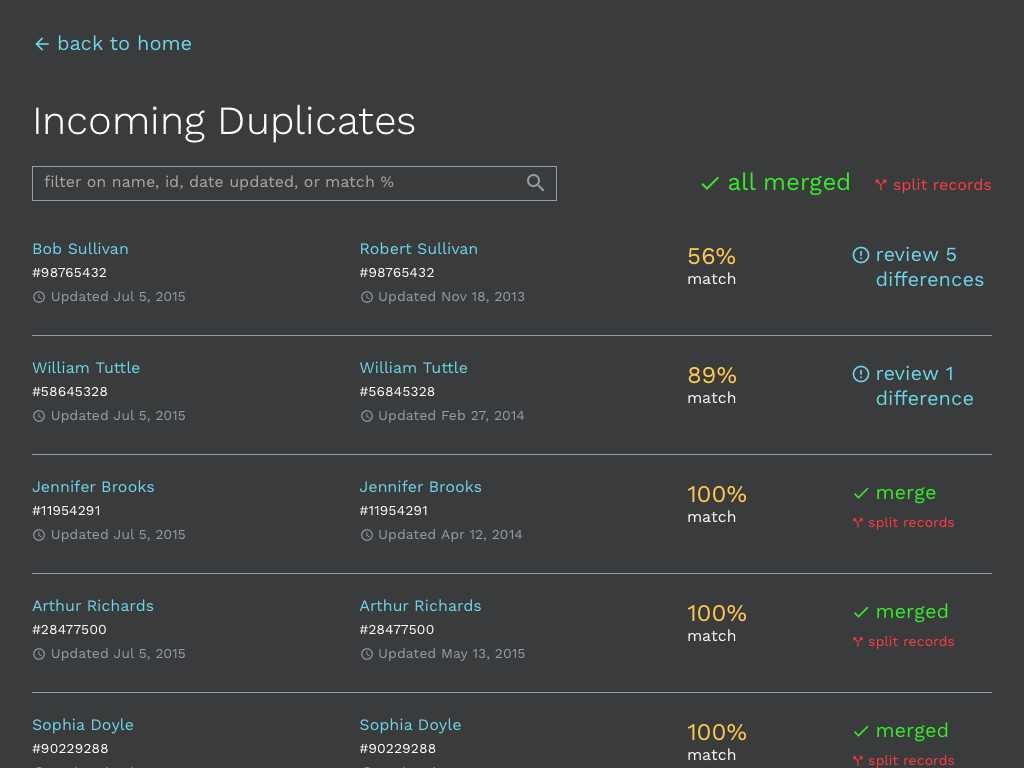 back to home
Incoming Duplicates
filter on name, id, date updated, or match %
all merged
split records
Bob Sullivan
#98765432
Updated Jul 5, 2015
Robert Sullivan
#98765432
Updated Nov 18, 2013
56%
match
review 5
differences
William Tuttle
#58645328
Updated Jul 5, 2015
William Tuttle
#56845328
Updated Feb 27, 2014
89%
match
review 1
difference
Jennifer Brooks
#11954291
Updated Jul 5, 2015
Jennifer Brooks
#11954291
Updated Apr 12, 2014
100%
match
merge
split records
Arthur Richards
#28477500
Updated Jul 5, 2015
Arthur Richards
#28477500
Updated May 13, 2015
100%
match
merged
split records
Sophia Doyle
#90229288
Sophia Doyle
#90229288
100%
match
merged
split records